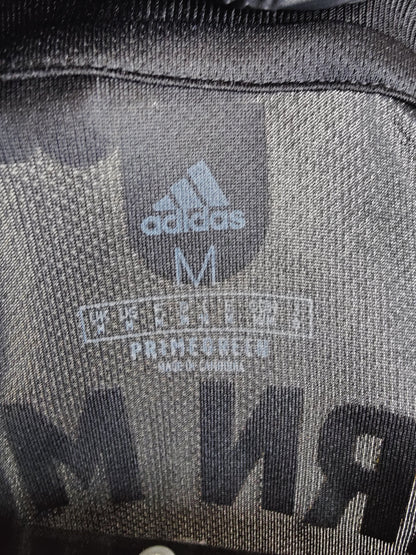 adidas
M
PRIMEGREEN
MADE IN CAMBODIA
RN M